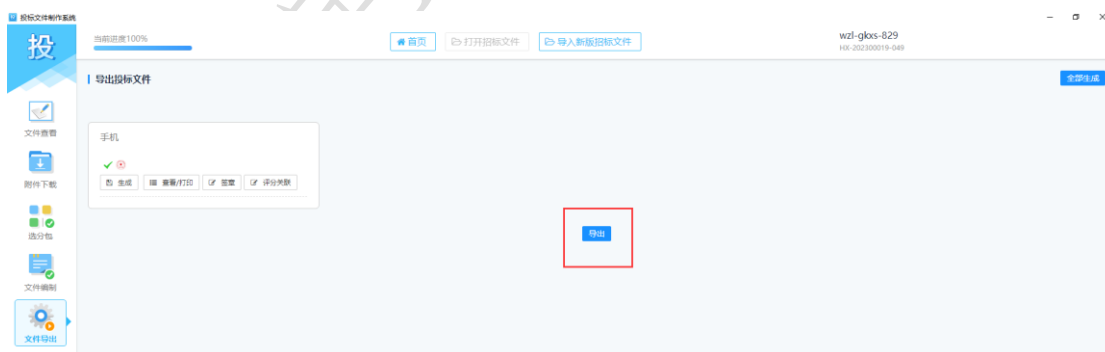 投标文件制作系统
投
当前进度100%
首页
打开招标文件
导入新版招标文件
wzl-gkxs-829
HX-202300019-049
导出投标文件
全部生成
文件查看
附件下载
选分包
文件编制
文件导出
手机
生成
查看/打印
签章
评分关联
导出